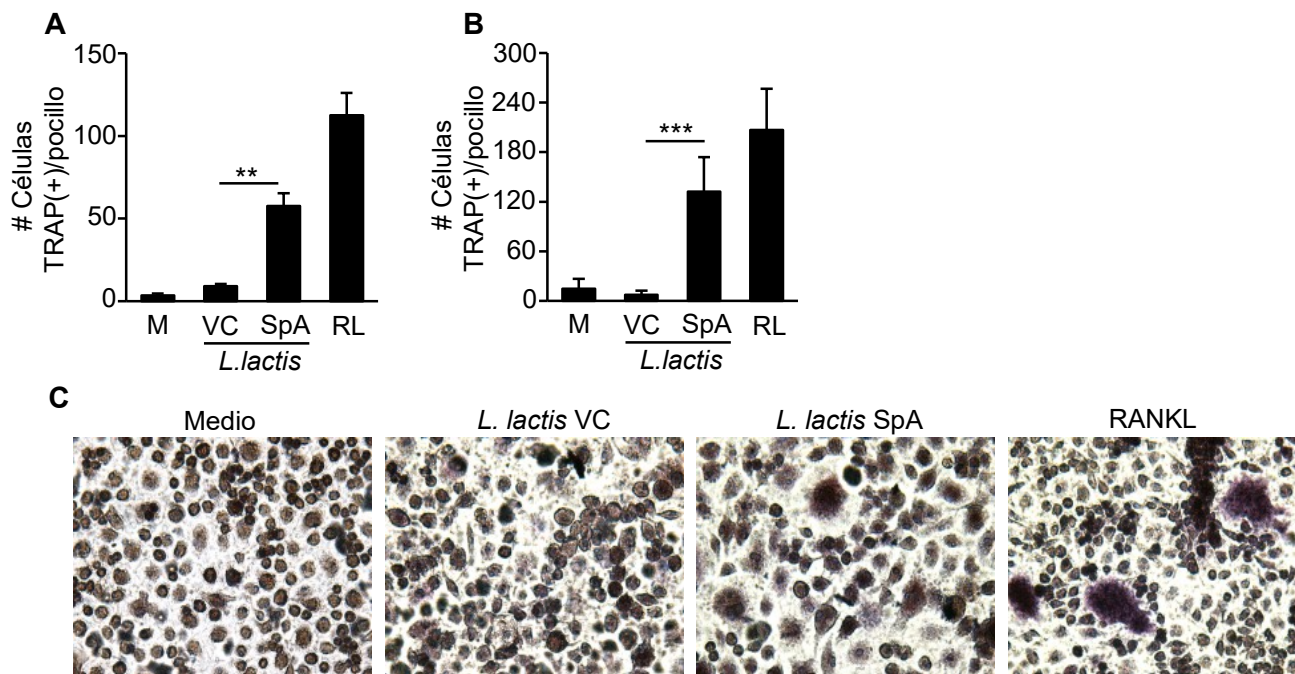 A
# Células
TRAP(+)/pocillo
150
100
50
0
**
M
VC
SpA
RL
L.lactis
B
# Células
TRAP(+)/pocillo
300
240
180
120
60
0
***
M
VC
SpA
RL
L.lactis
C
Medio
L. lactis VC
L. lactis SpA
RANKL